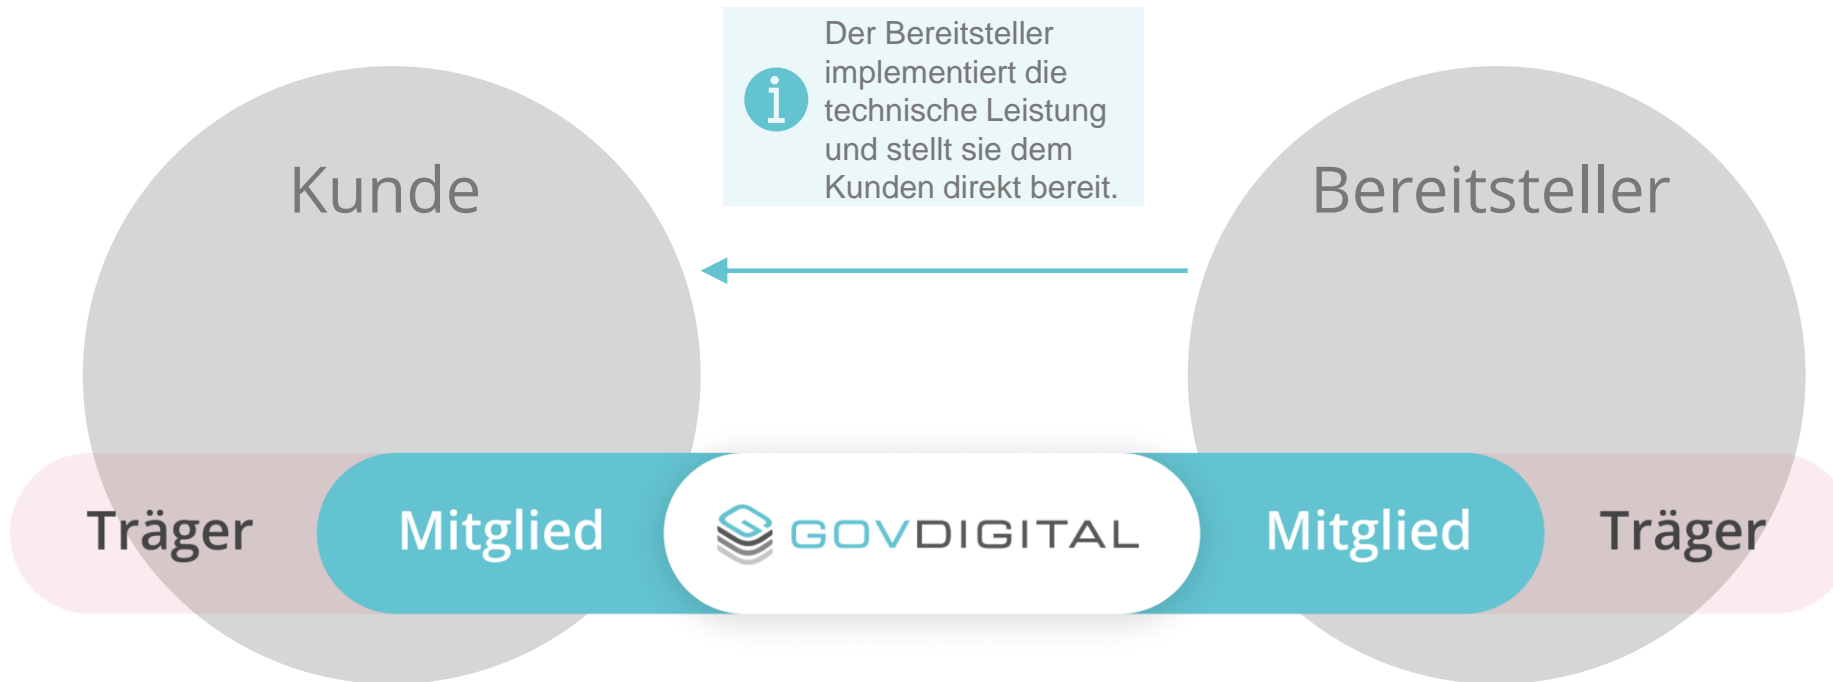 Der Bereitsteller
implementiert die
technische Leistung
und stellt sie dem
Kunden direkt bereit.
Kunde
Bereitsteller
Träger
Mitglied
GOVDIGITAL
Mitglied
Träger